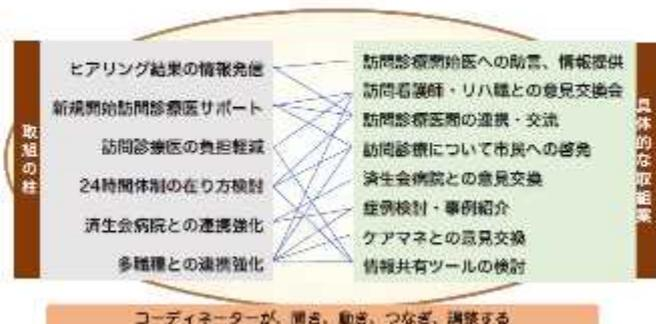 取組の柱
ヒアリング結果の情報発信
新規開始訪問診療医サポート
訪問診療医の負担軽減
24時間体制の在り方検討
済生会病院との連携強化
多職種との連携強化
訪問診療開始医への助言、情報提供
訪問看護師・リハ職との意見交換会
訪問診療医間の連携・交流
訪問診療について市民への啓発
済生会病院との意見交換
症例検討・事例紹介
ケアマネとの意見交換
情報共有ツールの検討
具体的な取組案
コーディネーターが、聞き、動き、つなぎ、調整する